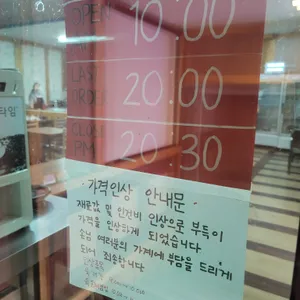 OPEN
AM 10 00
LAST
ORDER 20 00
CLOSE
PM 20 30
타임
·가격인상 안내문·
재료값 및 인건비 인상으로 부득이
가격을 인상하게 되었습니다
손님 여러분의 가계에 부담을 드리게
되어 죄송합니다